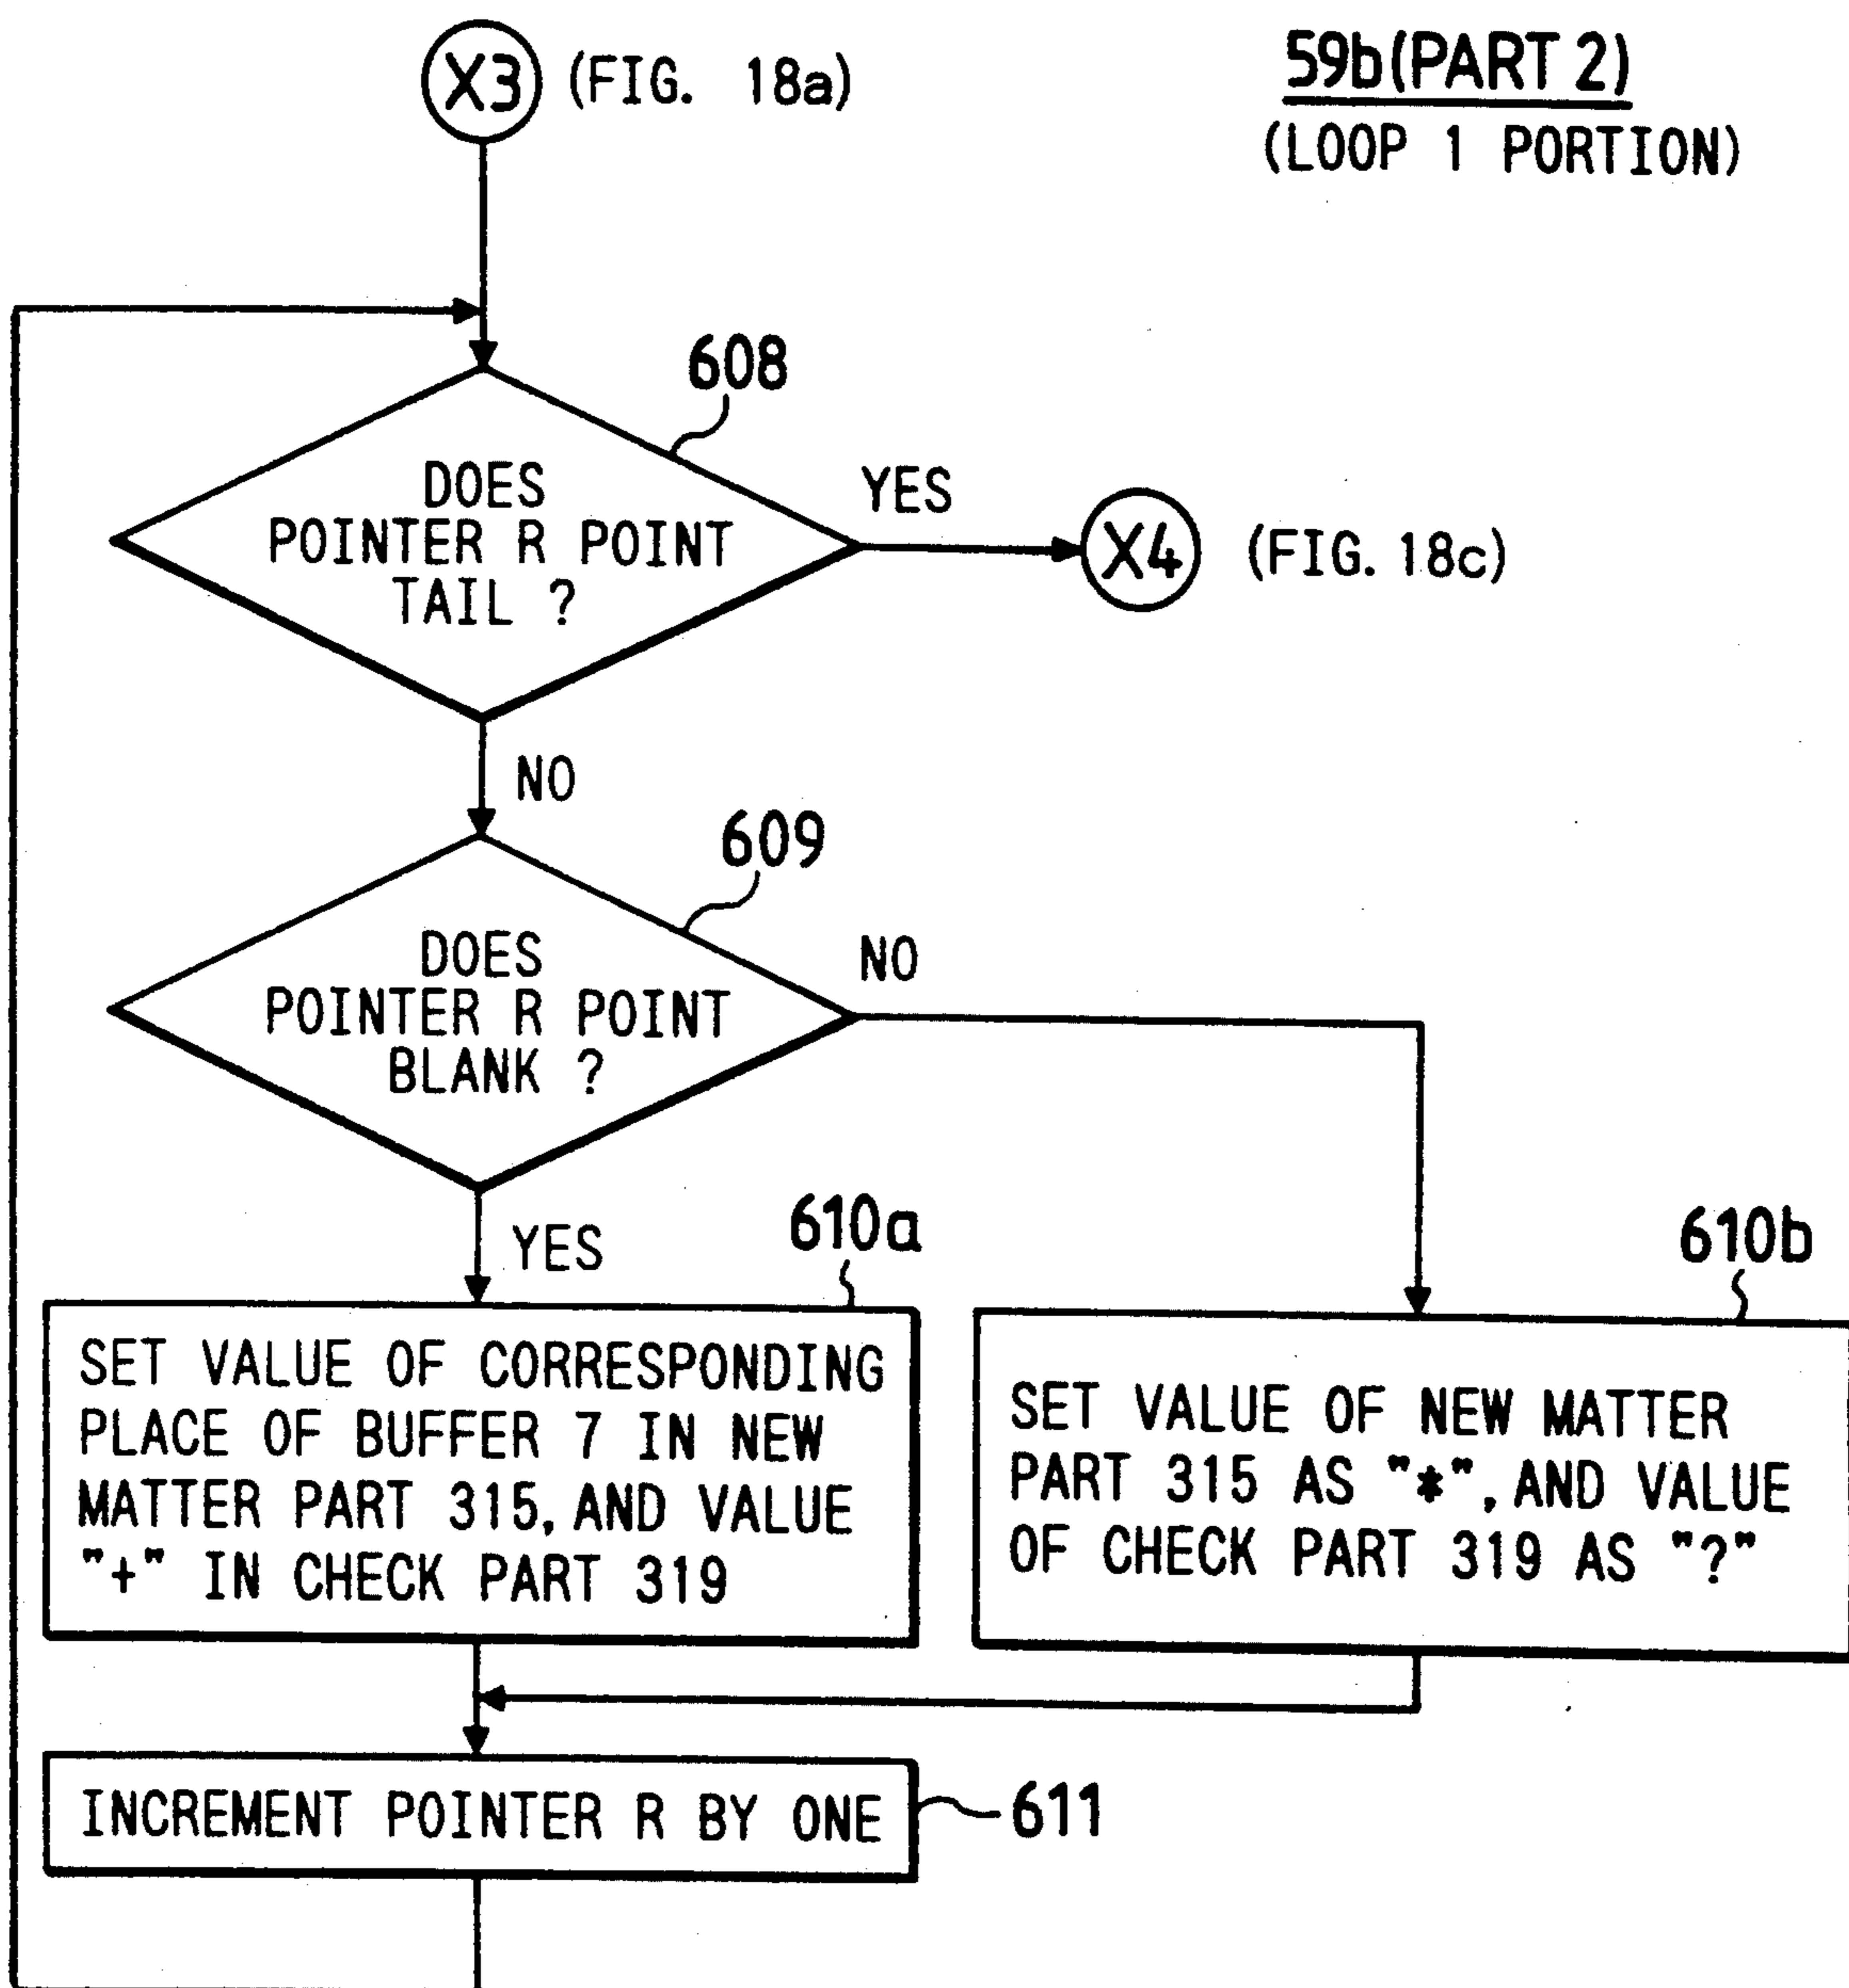 X3 (FIG. 18a)
59b(PART 2)
(LOOP 1 PORTION)
608
DOES
POINTER R POINT
TAIL ?
YES
X4 (FIG. 18c)
NO
609
DOES
POINTER R POINT
BLANK ?
NO
YES
610a
SET VALUE OF CORRESPONDING
PLACE OF BUFFER 7 IN NEW
MATTER PART 315, AND VALUE
"+" IN CHECK PART 319
610b
SET VALUE OF NEW MATTER
PART 315 AS "*", AND VALUE
OF CHECK PART 319 AS "?"
INCREMENT POINTER R BY ONE
611